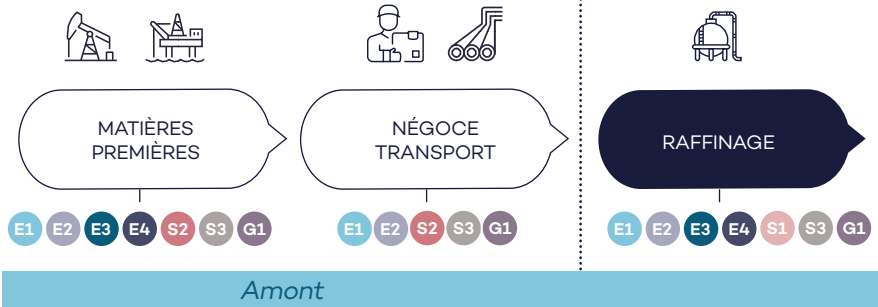 MATIÈRES
PREMIÈRES
NÉGOCE
TRANSPORT
RAFFINAGE
E1 E2 E3 E4 S2 S3 G1
E1 E2 S2 S3 G1
E1 E2 E3 E4 S1 S3 G1
Amont